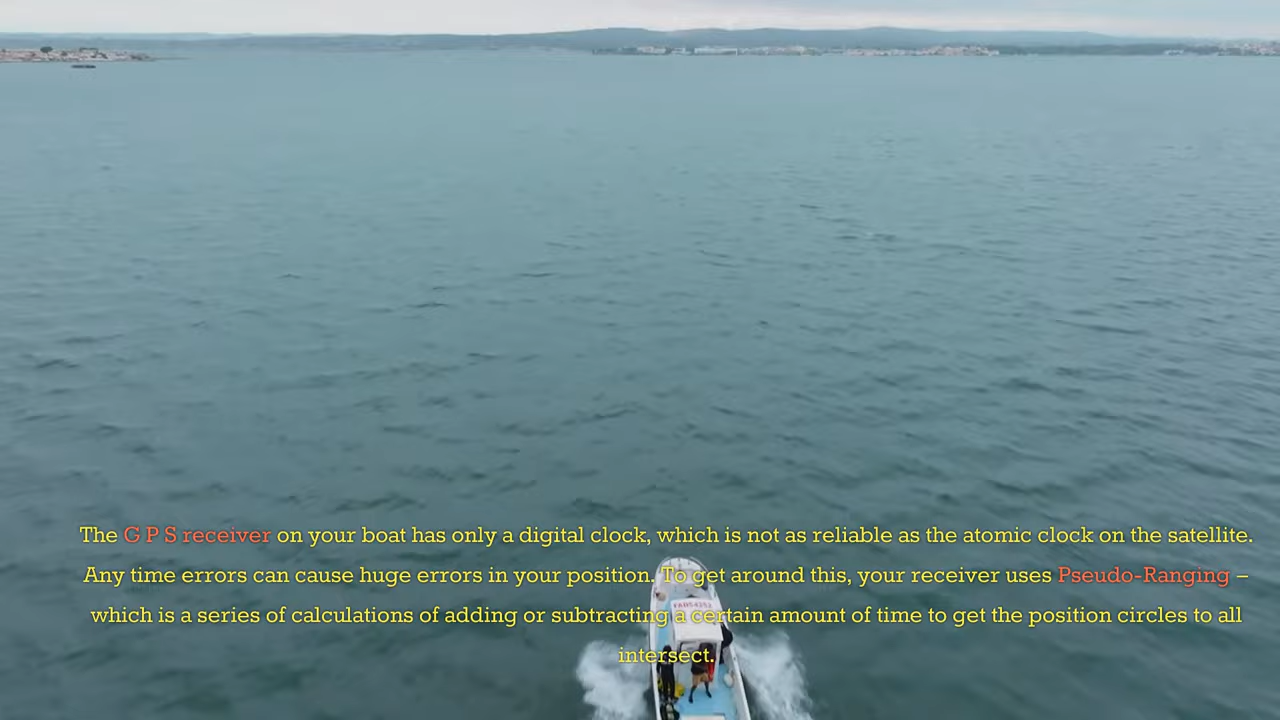 The G P S receiver on your boat has only a digital clock, which is not as reliable as the atomic clock on the satellite.
Any time errors can cause huge errors in your position. To get around this, your receiver uses Pseudo-Ranging –
which is a series of calculations of adding or subtracting a certain amount of time to get the position circles to all
intersect.